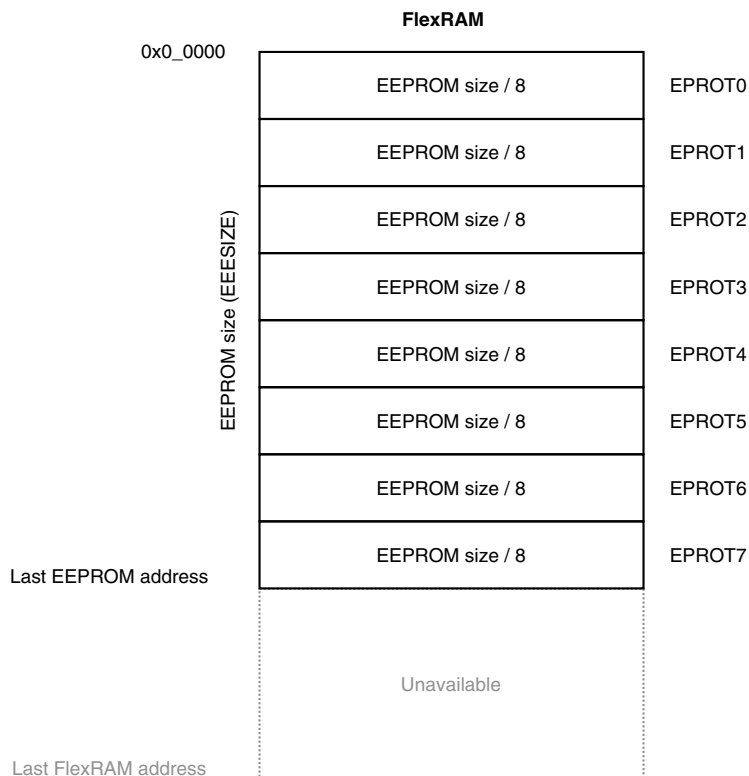 FlexRAM
0x0_0000
EEPROM size / 8 EPROT0
EEPROM size / 8 EPROT1
EEPROM size / 8 EPROT2
EEPROM size (EEESIZE)
EEPROM size / 8 EPROT3
EEPROM size / 8 EPROT4
EEPROM size / 8 EPROT5
EEPROM size / 8 EPROT6
EEPROM size / 8 EPROT7
Last EEPROM address
Unavailable
Last FlexRAM address